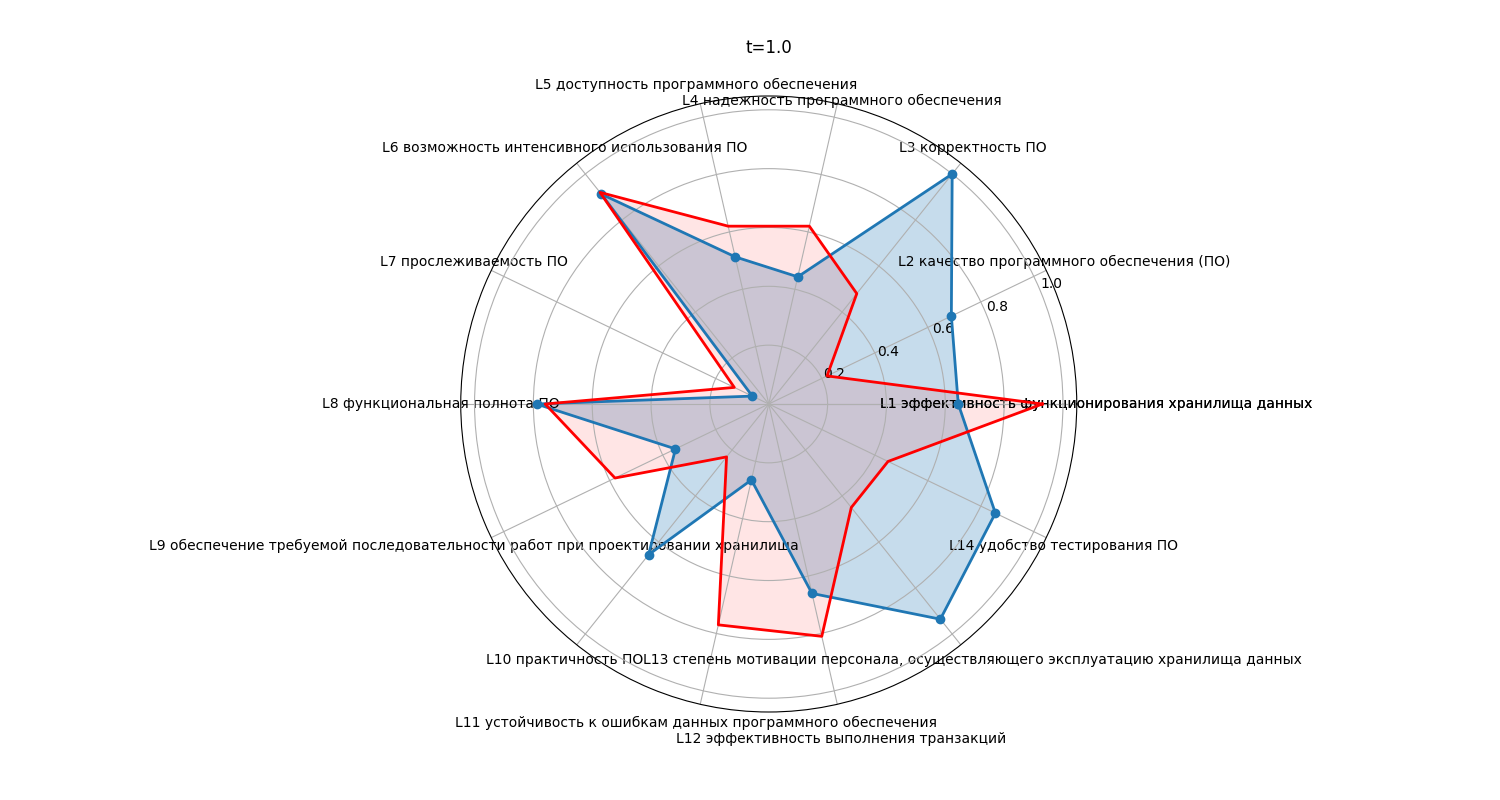 t=1.0
L5 доступность программного обеспечения
L4 надежность программного обеспечения
L6 возможность интенсивного использования ПО
L3 корректность ПО
L7 прослеживаемость ПО
L2 качество программного обеспечения (ПО)
1.0
0.8
0.6
0.4
0.2
L8 функциональная полнота ПО
L1 эффективность функционирования хранилища данных
L9 обеспечение требуемой последовательности работ при проектировании хранилища
L14 удобство тестирования ПО
L10 практичность ПО
L13 степень мотивации персонала, осуществляющего эксплуатацию хранилища данных
L11 устойчивость к ошибкам данных программного обеспечения
L12 эффективность выполнения транзакций